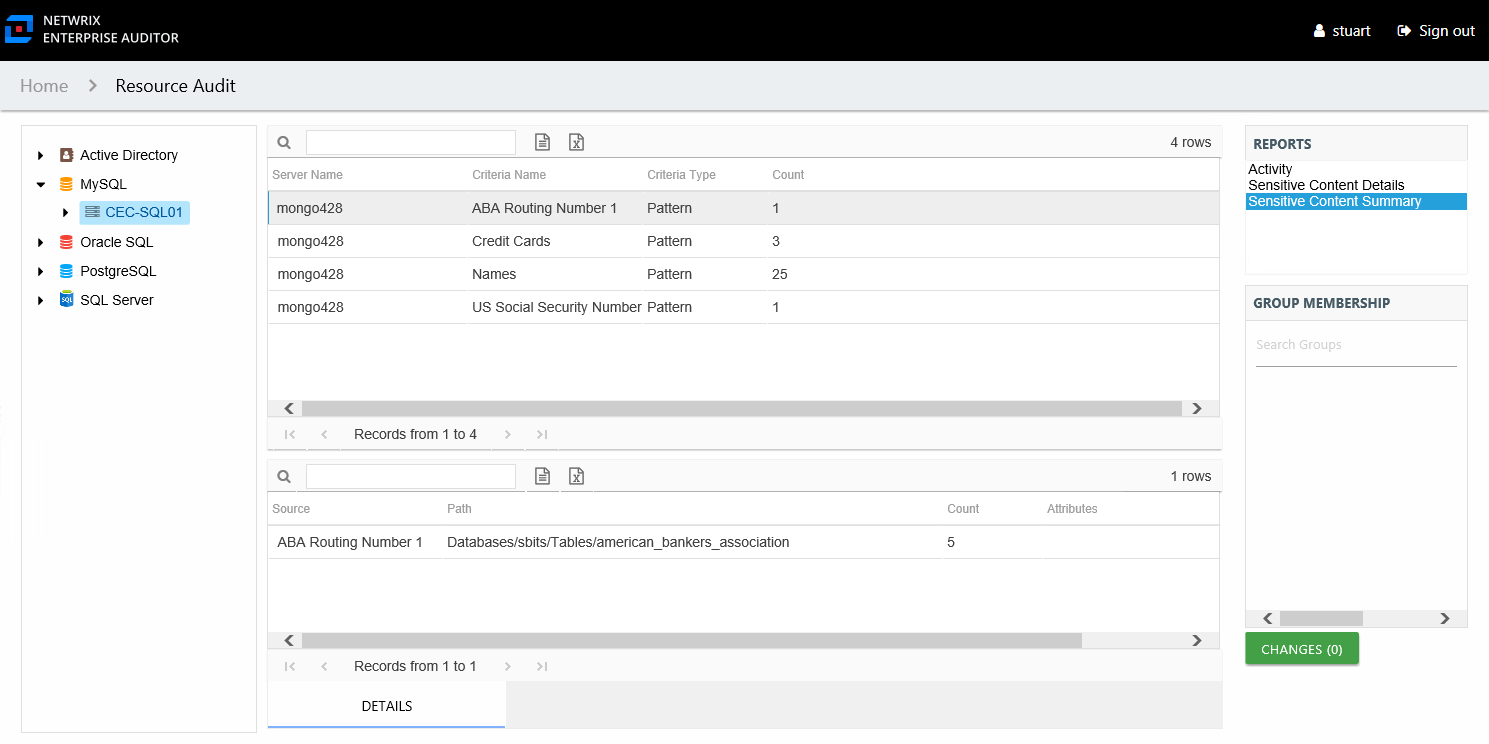 NETWRIX
ENTERPRISE AUDITOR
stuart
Sign out
Home
Resource Audit
Active Directory
MySQL
CEC-SQL01
Oracle SQL
PostgreSQL
SQL
SQL Server
4 rows
Server Name Criteria Name Criteria Type Count
mongo428 ABA Routing Number 1 Pattern 1
mongo428 Credit Cards Pattern 3
mongo428 Names Pattern 25
mongo428 US Social Security Number Pattern 1
Records from 1 to 4
1 rows
Source Path Count Attributes
ABA Routing Number 1 Databases/sbits/Tables/american_bankers_association 5
Records from 1 to 1
DETAILS
REPORTS
Activity
Sensitive Content Details
Sensitive Content Summary
GROUP MEMBERSHIP
Search Groups
CHANGES (0)